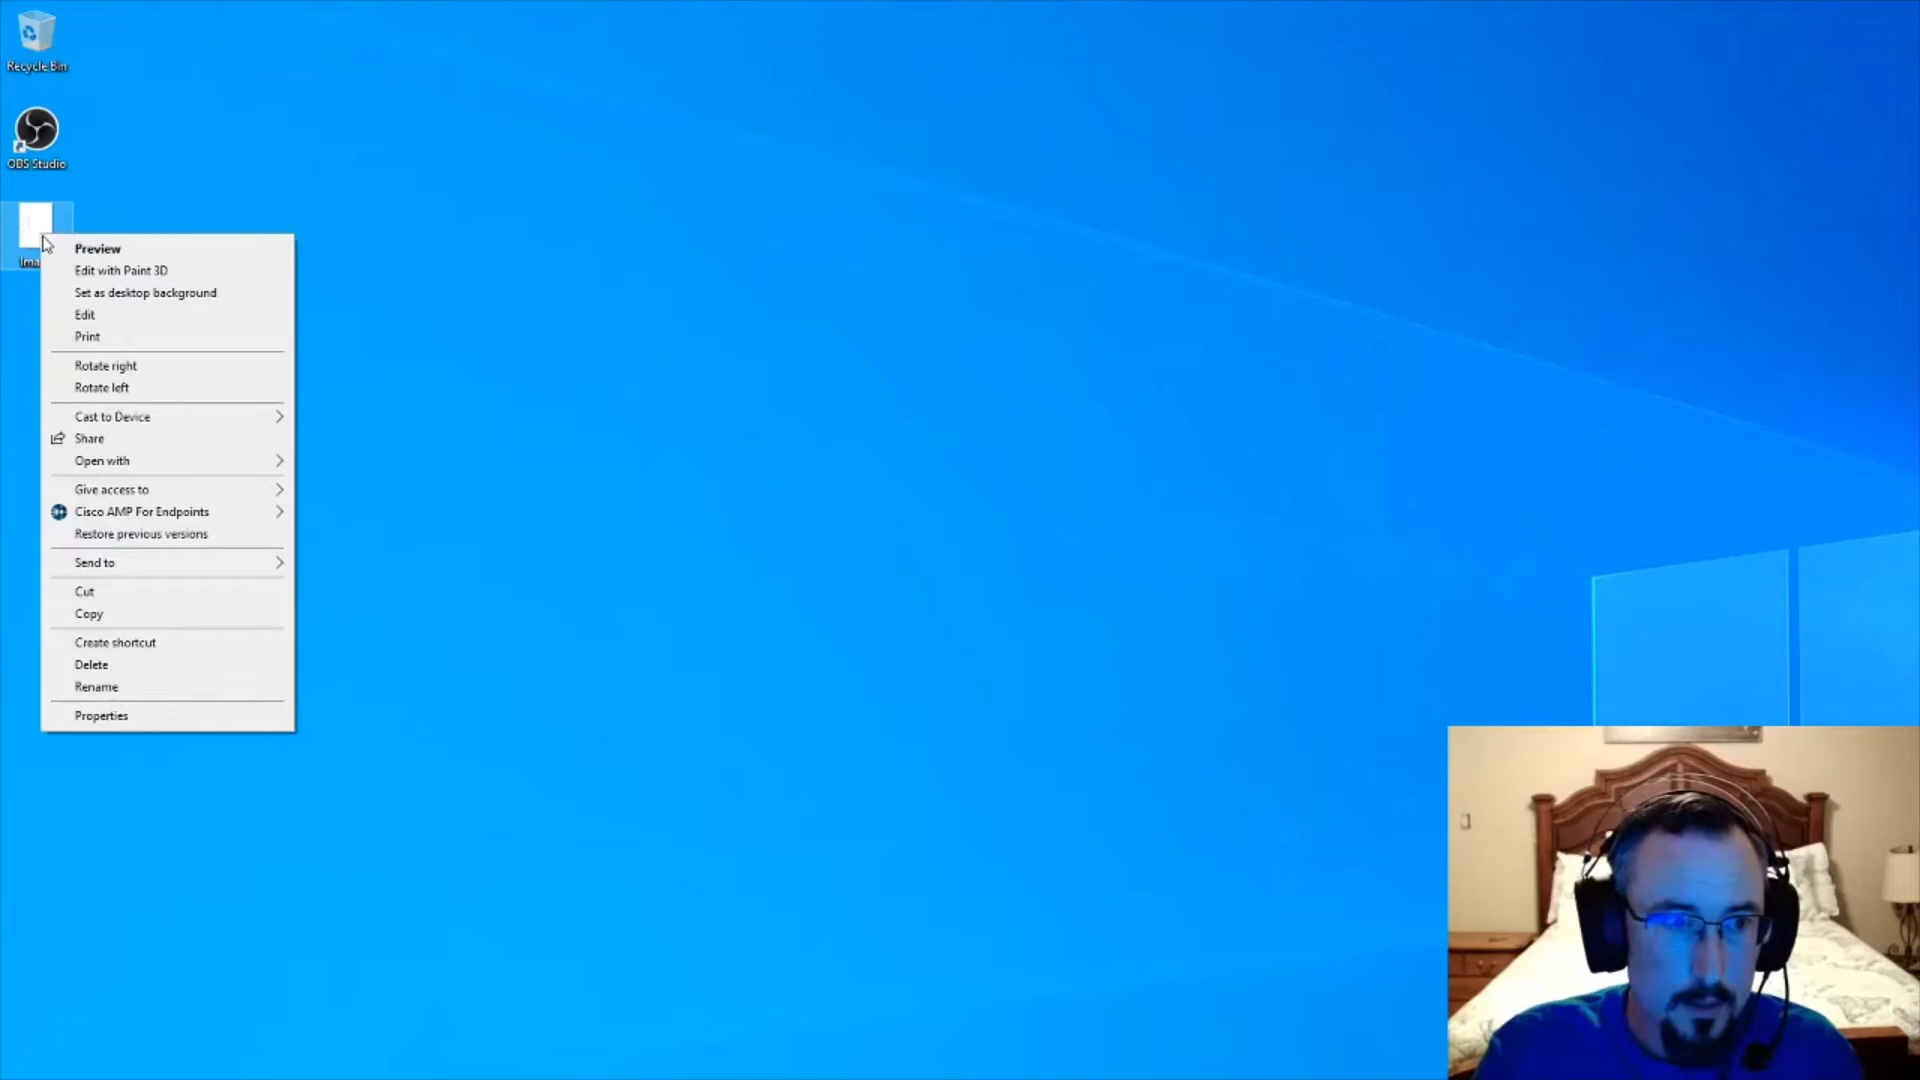 Recycle Bin
OBS Studio
Preview
Edit with Paint 3D
Set as desktop background
Edit
Print
Rotate right
Rotate left
Cast to Device
Share
Open with
Give access to
Cisco AMP For Endpoints
Restore previous versions
Send to
Cut
Copy
Create shortcut
Delete
Rename
Properties